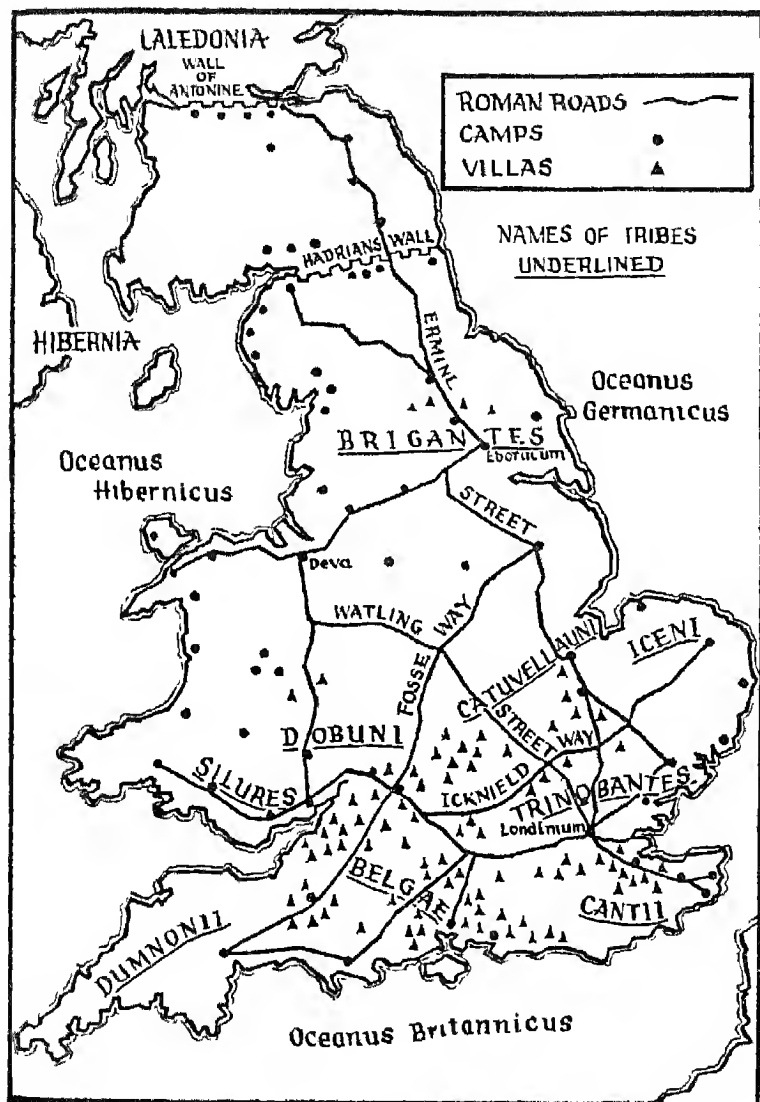 LALEDONIA
WALL
OF
ANTONINE
ROMAN ROADS
CAMPS
VILLAS
NAMES OF TRIBES
UNDERLINED
HADRIANS WALL
HIBERNIA
ERMINE
Oceanus
Germanicus
BRIGANTES
Eboracum
Oceanus
Hibernicus
STREET
Deva
WATLING
WAY
FOSSE
CATUVELLAUNI
ICENI
STREET
DOBUNI
WAY
ICKNIELD
SILURES
TRINOBANTES
Londinium
BELGAE
CANTII
DUMNONII
Oceanus Britannicus